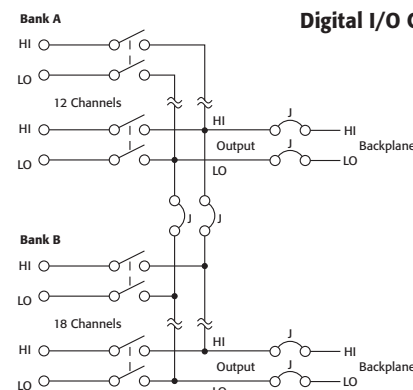 Bank A
Digital I/O C
HI
LO
12 Channels
HI
HI
J
HI
Output
J
Backplane
LO
LO
LO
J
J
Bank B
HI
LO
18 Channels
HI
HI
J
HI
Output
J
Backplane
LO
LO
LO